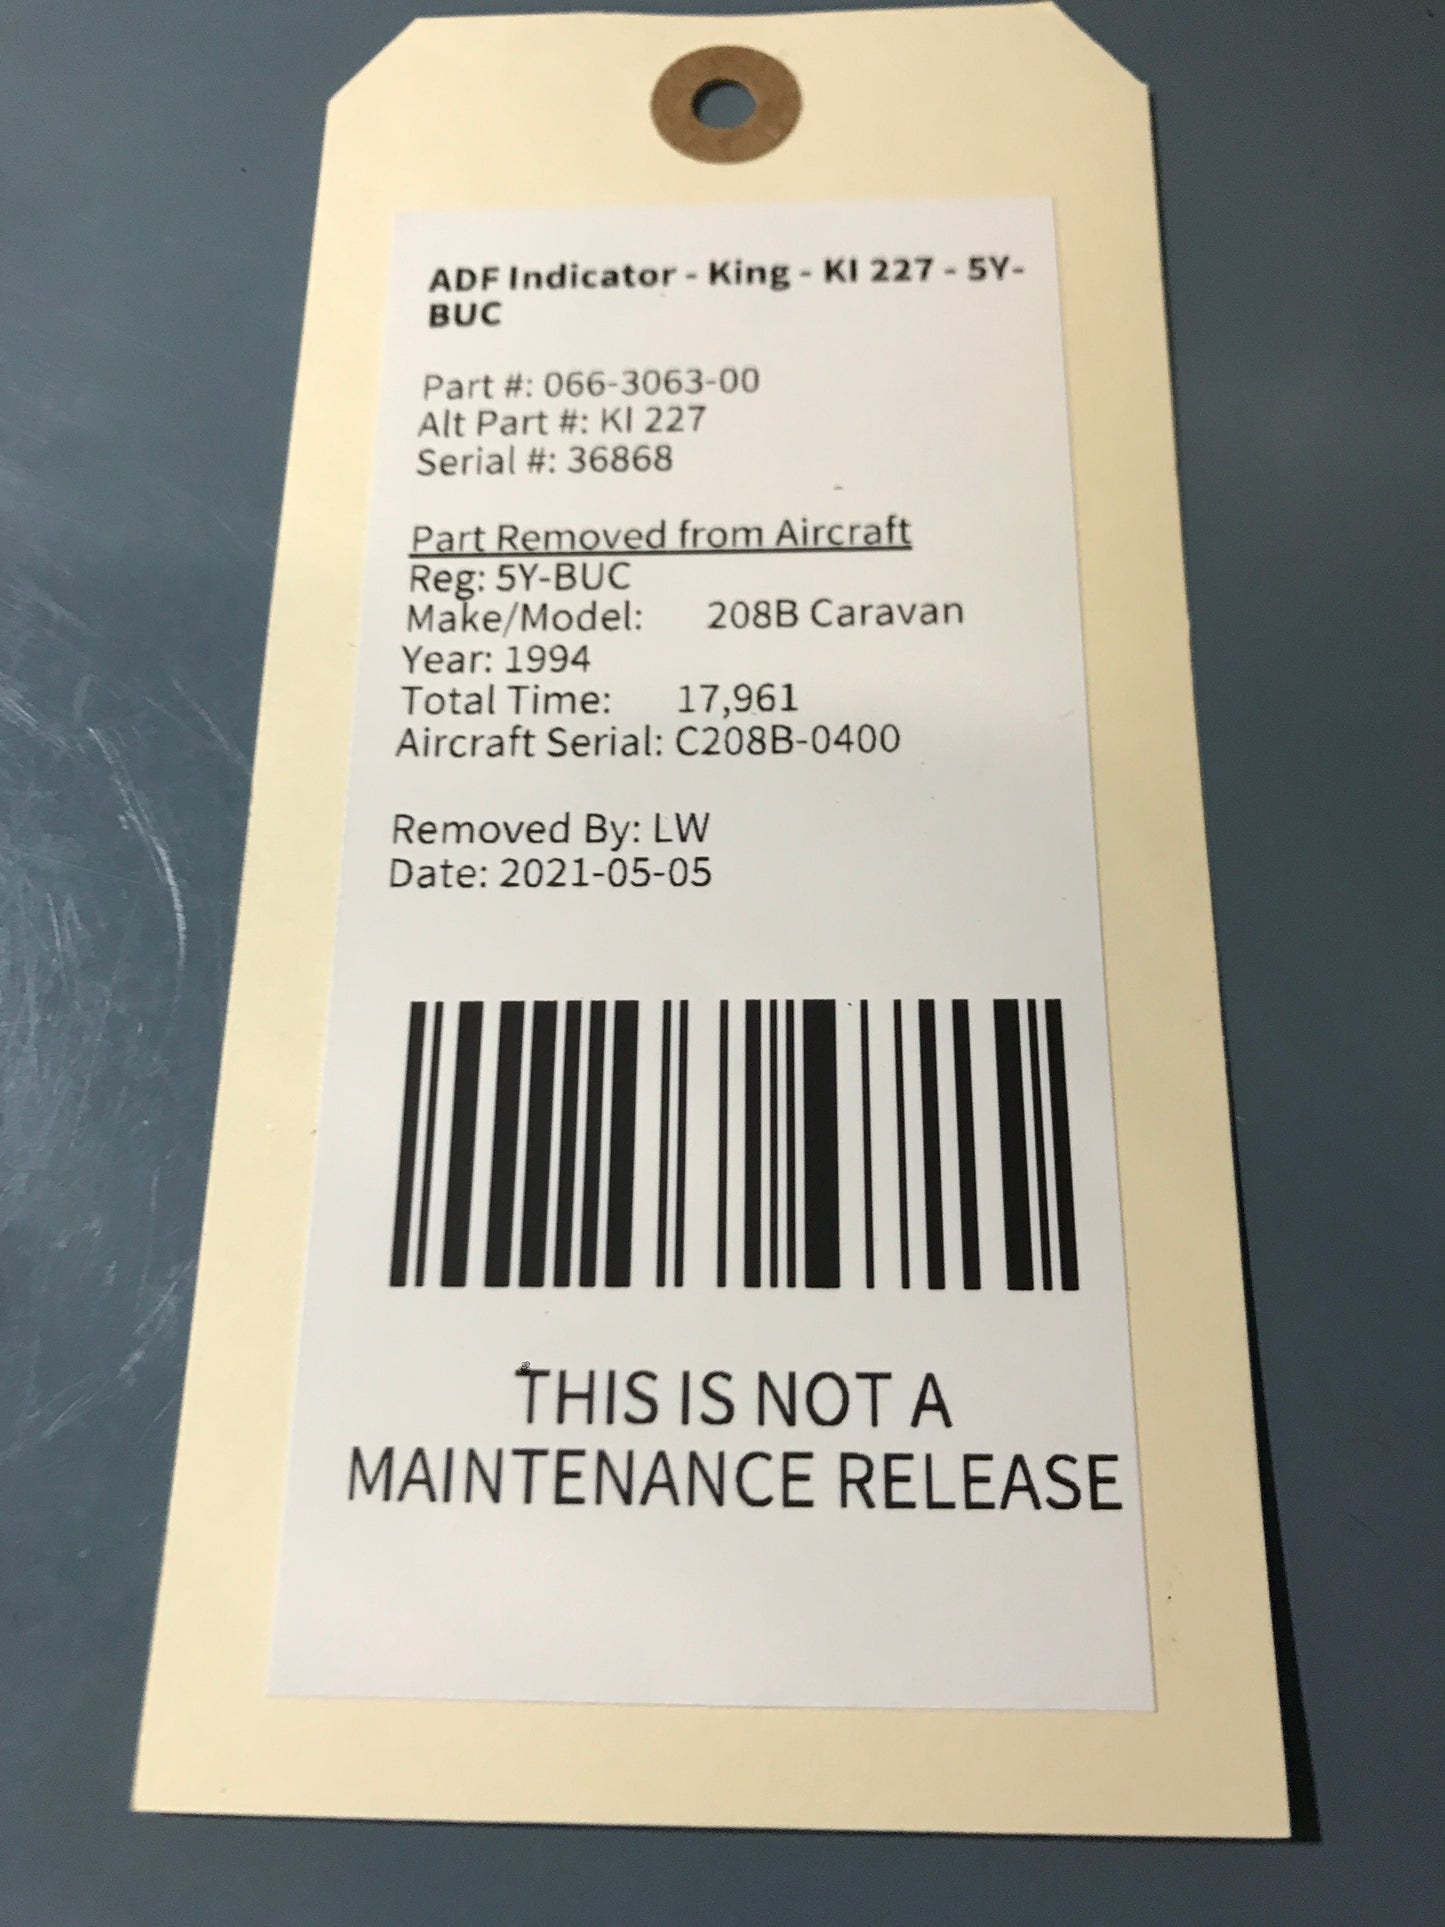 ADF Indicator - King - KI 227 - 5Y-
BUC
Part #: 066-3063-00
Alt Part #: KI 227
Serial #: 36868
Part Removed from Aircraft
Reg: 5Y-BUC
Make/Model: 208B Caravan
Year: 1994
Total Time: 17,961
Aircraft Serial: C208B-0400
Removed By: LW
Date: 2021-05-05
THIS IS NOT A
MAINTENANCE RELEASE